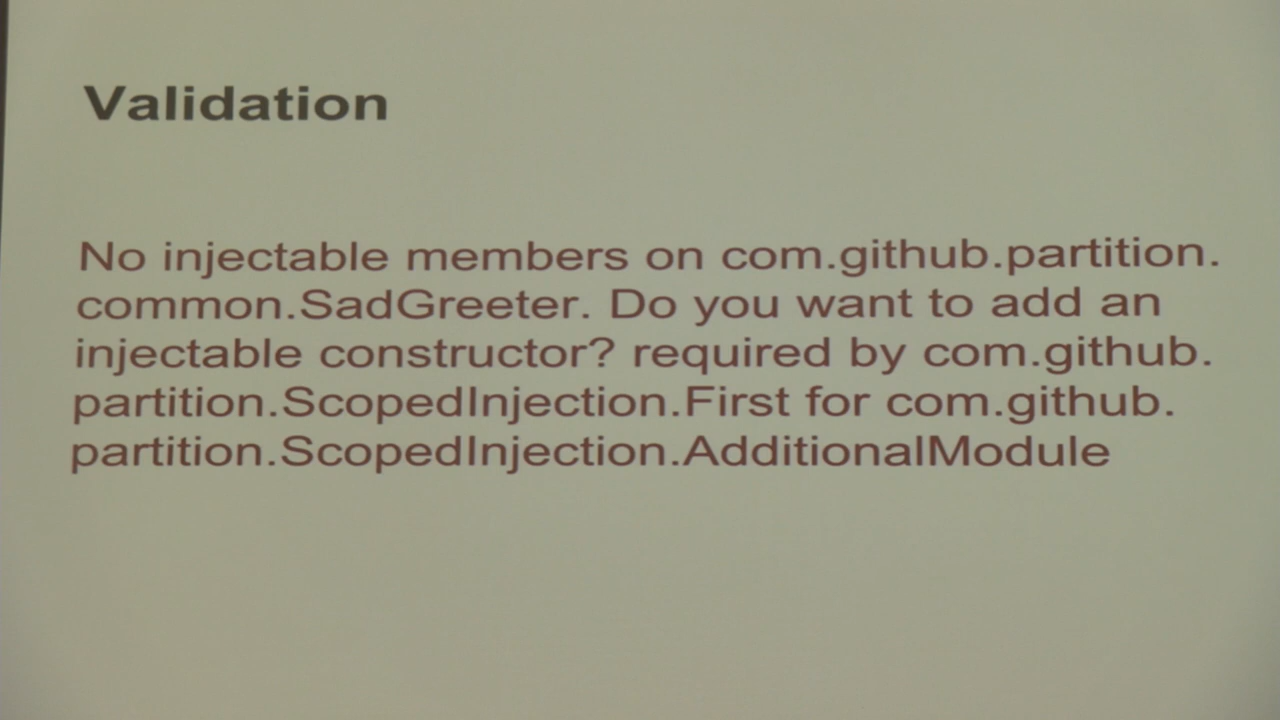 Validation
No injectable members on com.github.partition.
common.SadGreeter. Do you want to add an
injectable constructor? required by com.github.
partition.ScopedInjection.First for com.github.
partition.ScopedInjection.AdditionalModule